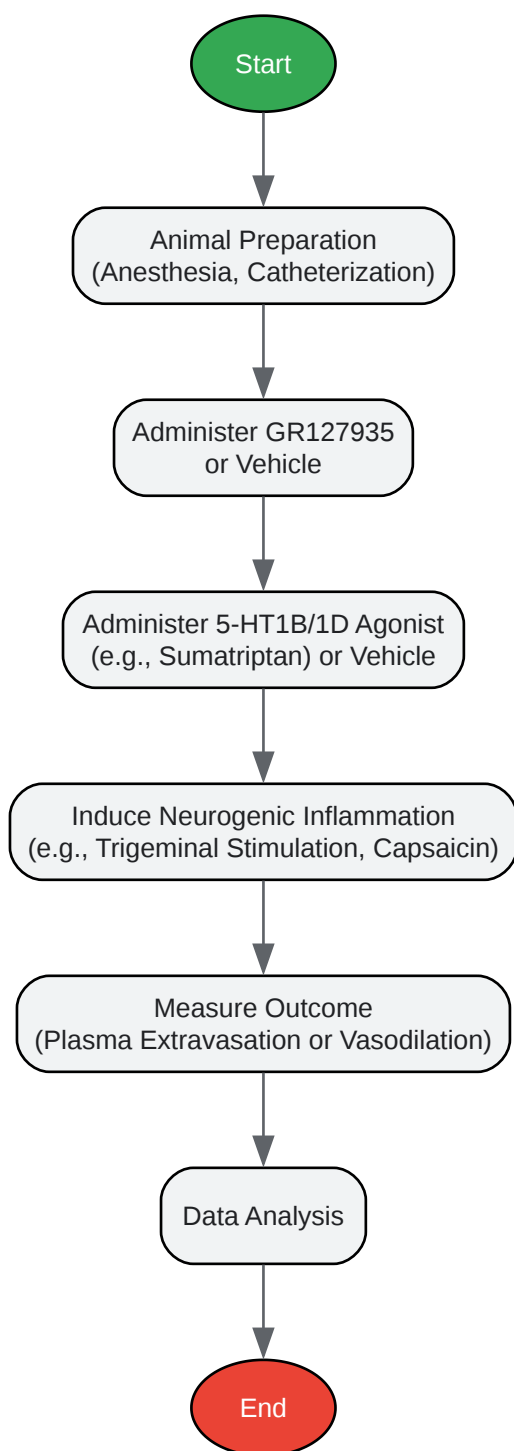 Start
Animal Preparation
(Anesthesia, Catheterization)
Administer GR127935
or Vehicle
Administer 5-HT1B/1D Agonist
(e.g., Sumatriptan) or Vehicle
Induce Neurogenic Inflammation
(e.g., Trigeminal Stimulation, Capsaicin)
Measure Outcome
(Plasma Extravasation or Vasodilation)
Data Analysis
End